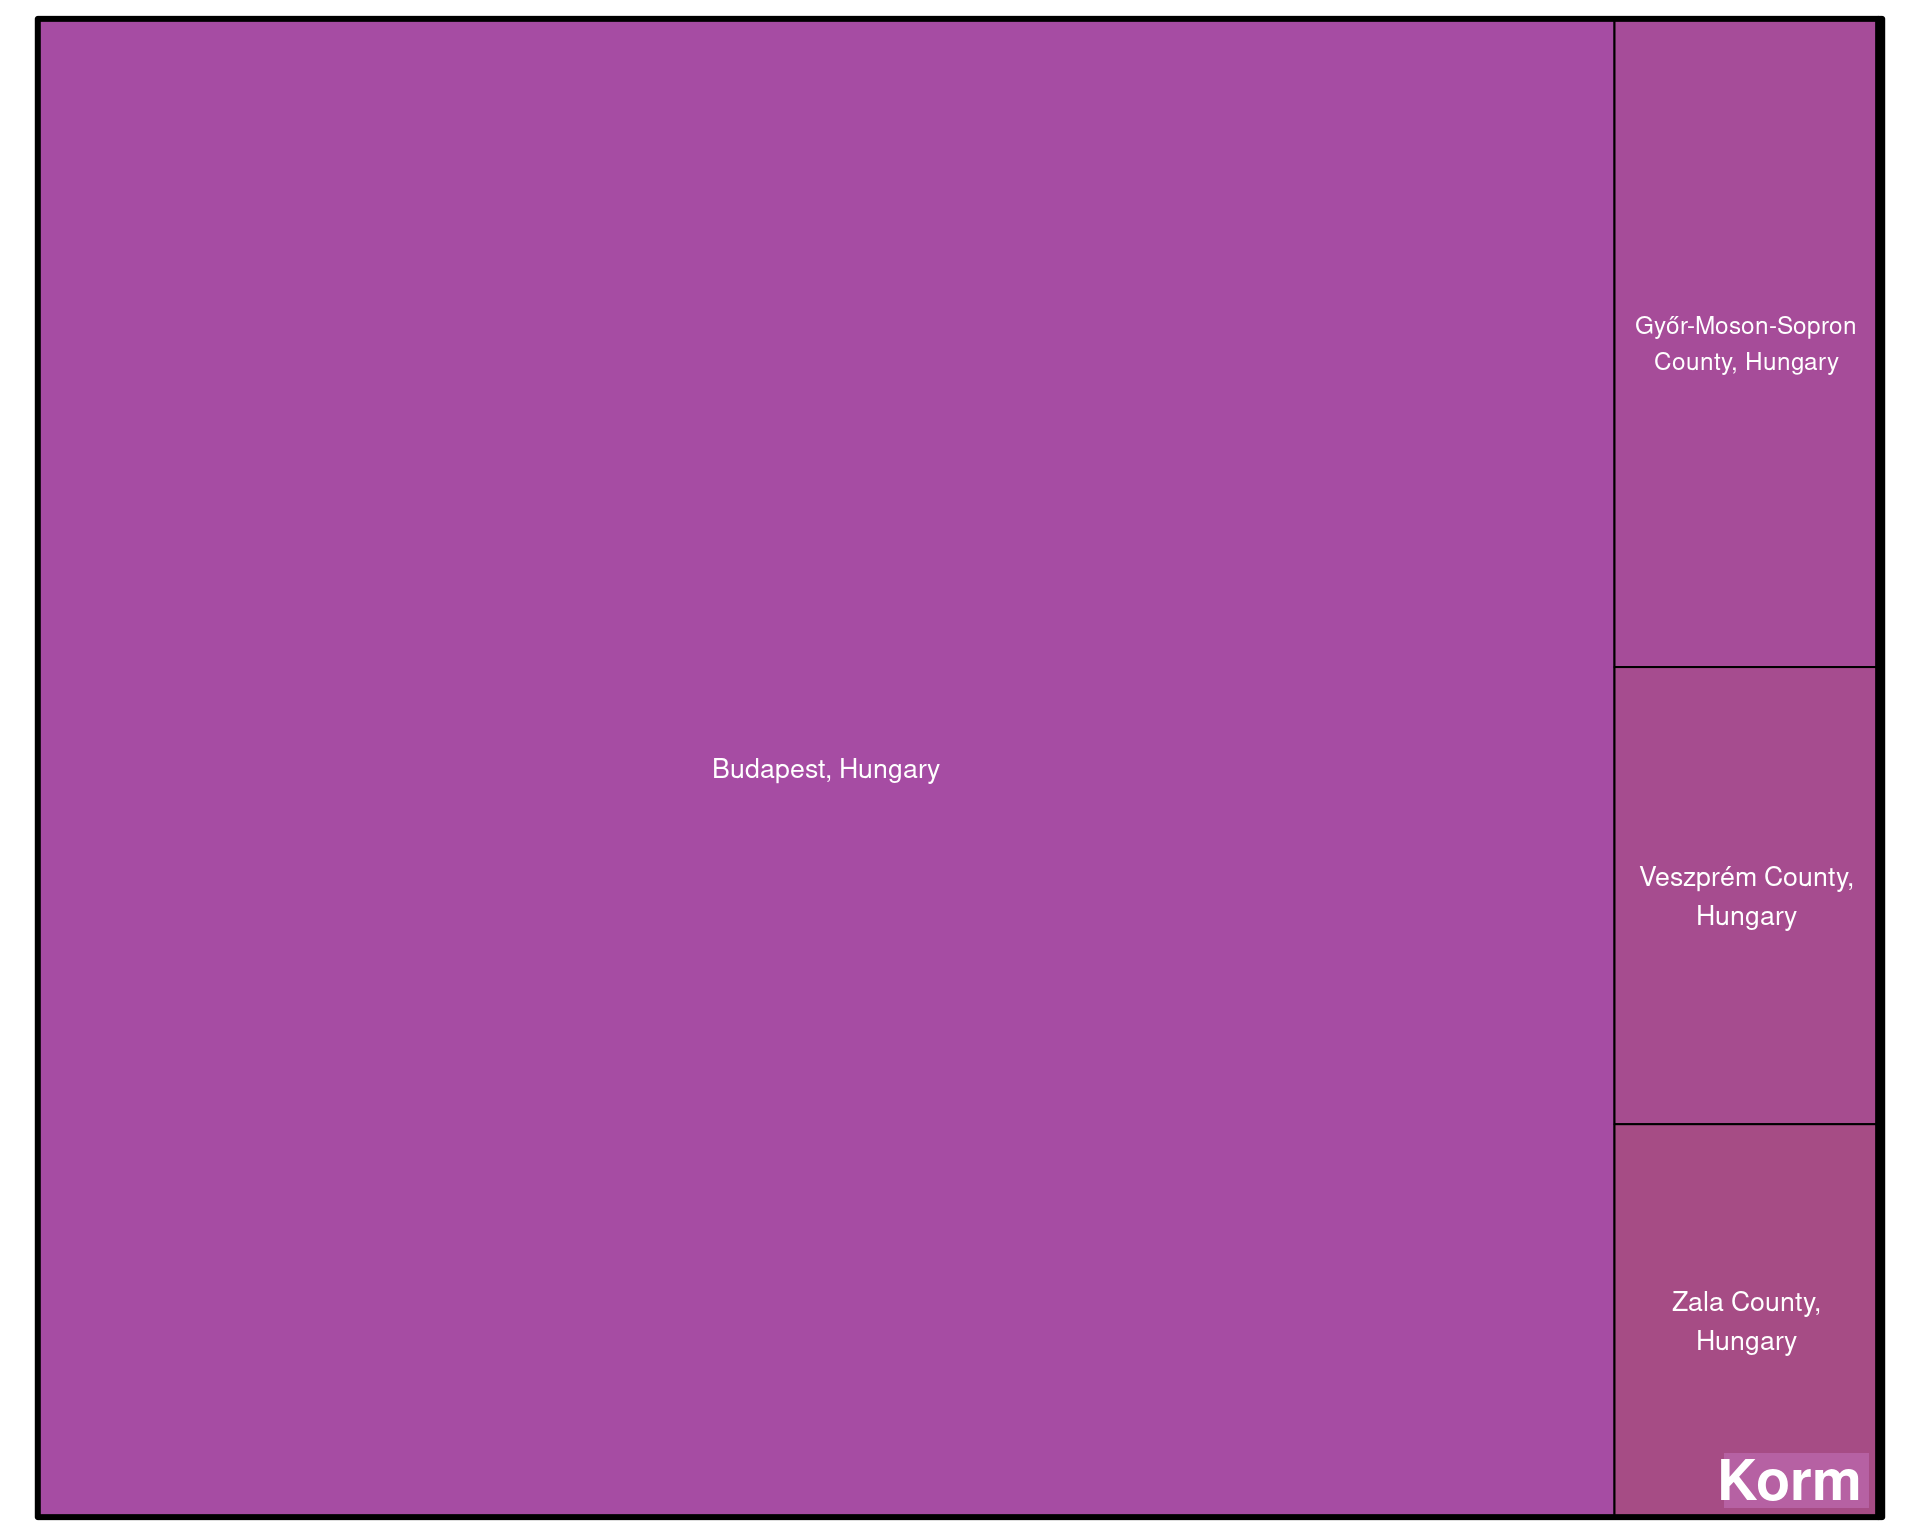 Győr-Moson-Sopron
County, Hungary
Budapest, Hungary
Veszprém County,
Hungary
Zala County,
Hungary
Korm